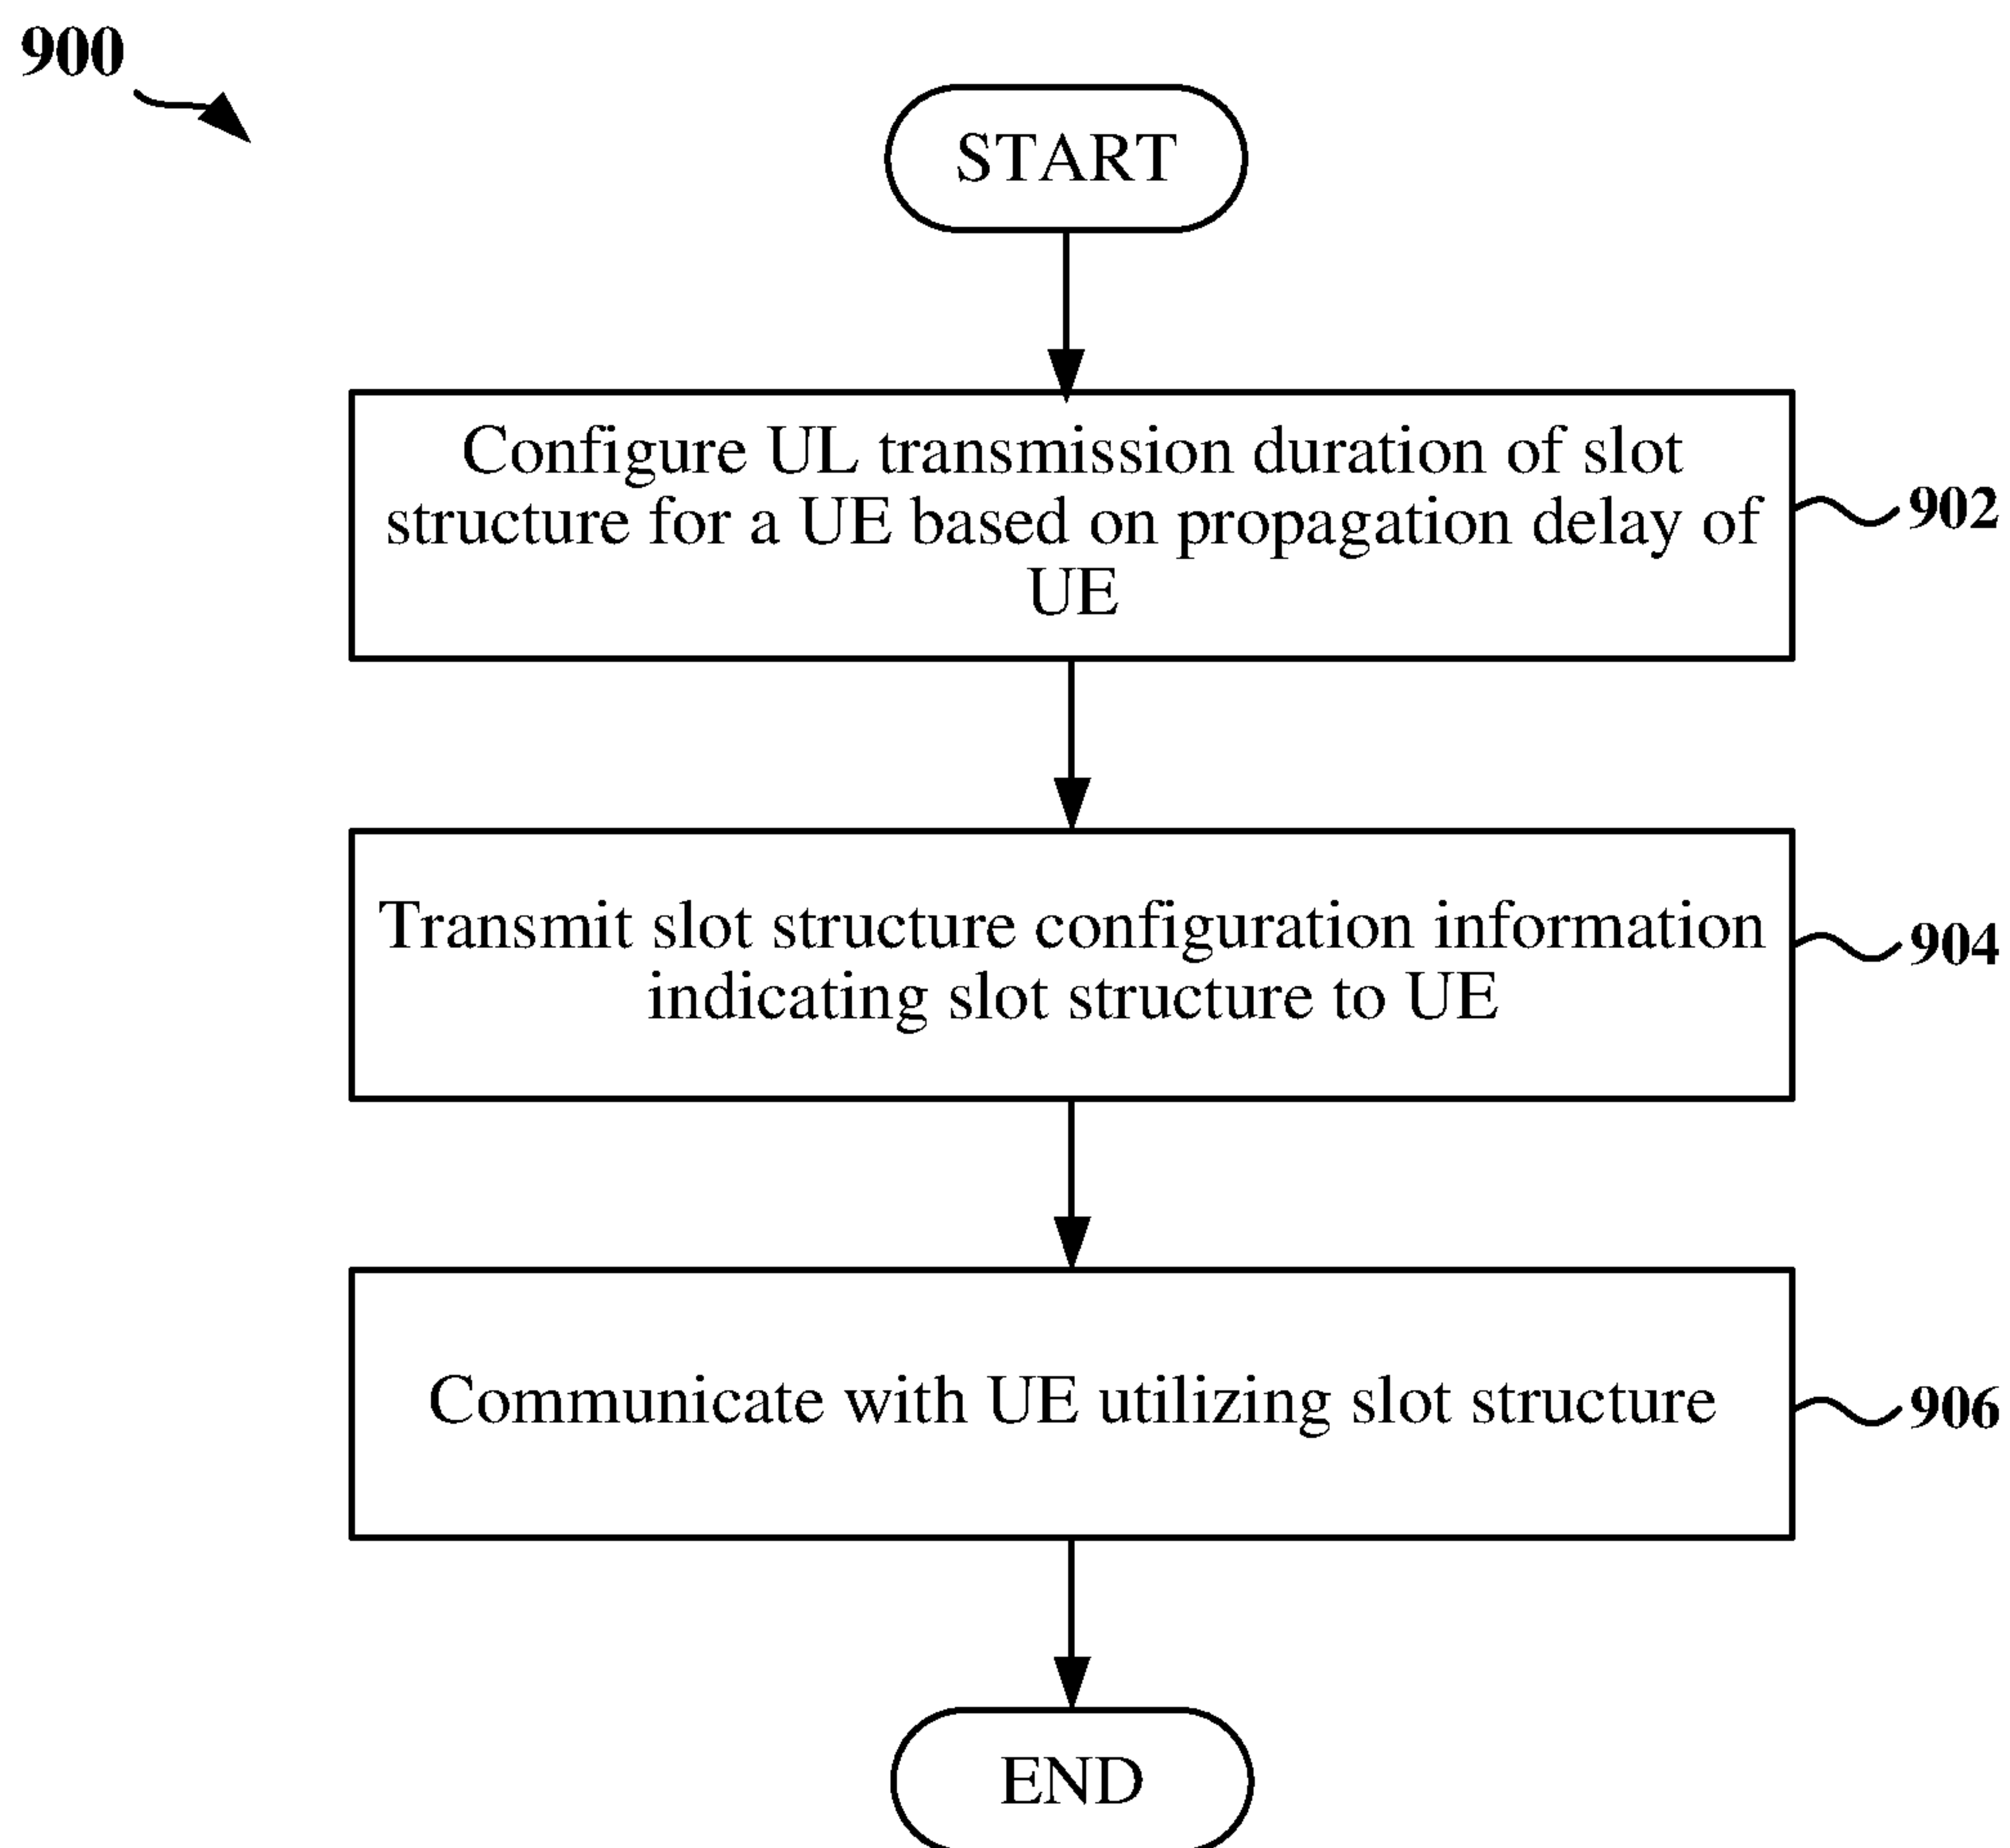 900
START
Configure UL transmission duration of slot
structure for a UE based on propagation delay of
UE
902
Transmit slot structure configuration information
indicating slot structure to UE
904
Communicate with UE utilizing slot structure
906
END